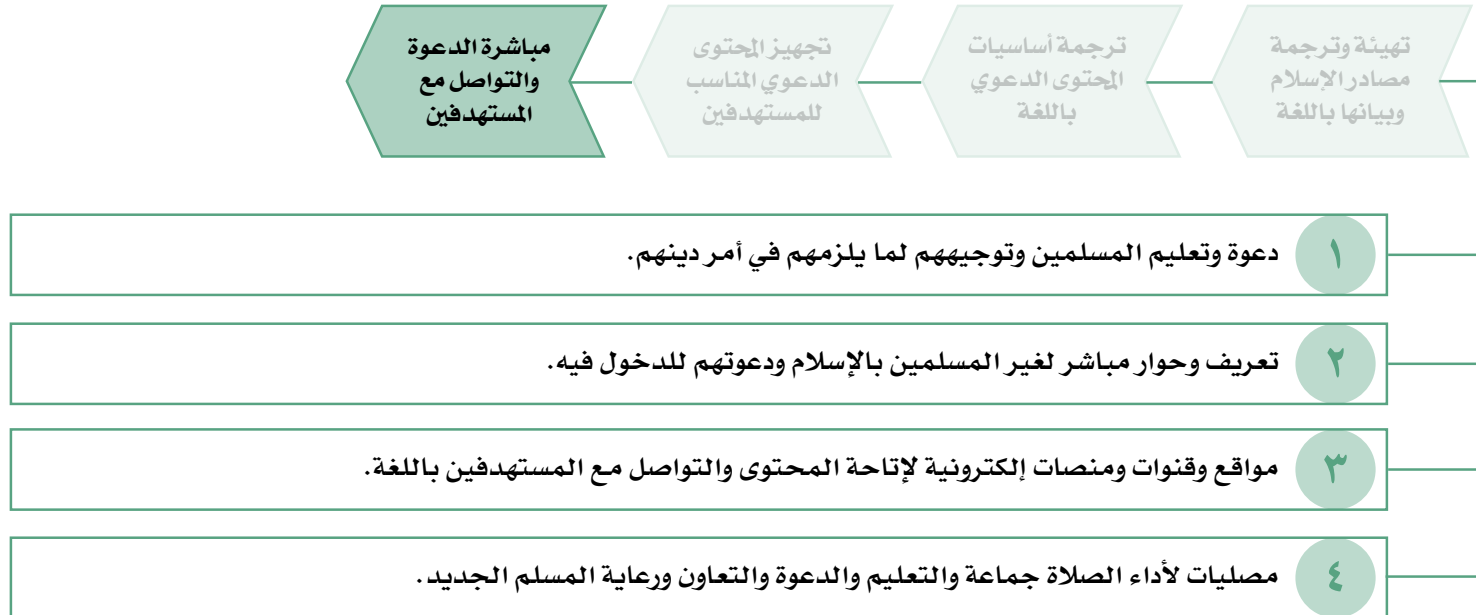 تهيئة وترجمة
مصادر الإسلام
وبيانها باللغة
ترجمة أساسيات
المحتوى الدعوي
باللغة
تجهيز المحتوى
الدعوي المناسب
للمستهدفين
مباشرة الدعوة
والتواصل مع
المستهدفين
١ دعوة وتعليم المسلمين وتوجيههم لما يلزمهم في أمر دينهم.
٢ تعريف وحوار مباشر لغير المسلمين بالإسلام ودعوتهم للدخول فيه.
٣ مواقع وقنوات ومنصات إلكترونية لإتاحة المحتوى والتواصل مع المستهدفين باللغة.
٤ مصليات لأداء الصلاة جماعة والتعليم والدعوة والتعاون ورعاية المسلم الجديد.